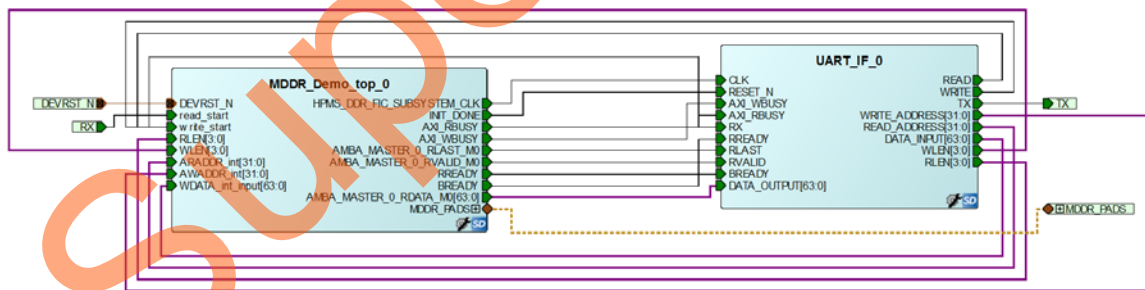 MDDR_Demo_top_0
DEVRST_N
RX
DEVRST_N
read_start
write_start
RLEN[3:0]
WLEN[3:0]
ARADDR_int[31:0]
AWADDR_int[31:0]
WDATA_int_input[63:0]
HPMS_DDR_FIC_SUBSYSTEM_CLK
INIT_DONE
AXI_RBUSY
AXI_WBUSY
AMBA_MASTER_0_RLAST_M0
AMBA_MASTER_0_RVALID_M0
RREADY
BREADY
AMBA_MASTER_0_RDATA_M0[63:0]
MDDR_PADS
SD
UART_IF_0
CLK
RESET_N
AXI_WBUSY
AXI_RBUSY
RX
RREADY
RLAST
RVALID
BREADY
DATA_OUTPUT[63:0]
READ
WRITE
TX
WRITE_ADDRESS[31:0]
READ_ADDRESS[31:0]
DATA_INPUT[63:0]
WLEN[3:0]
RLEN[3:0]
SD
TX
MDDR_PADS
Supe